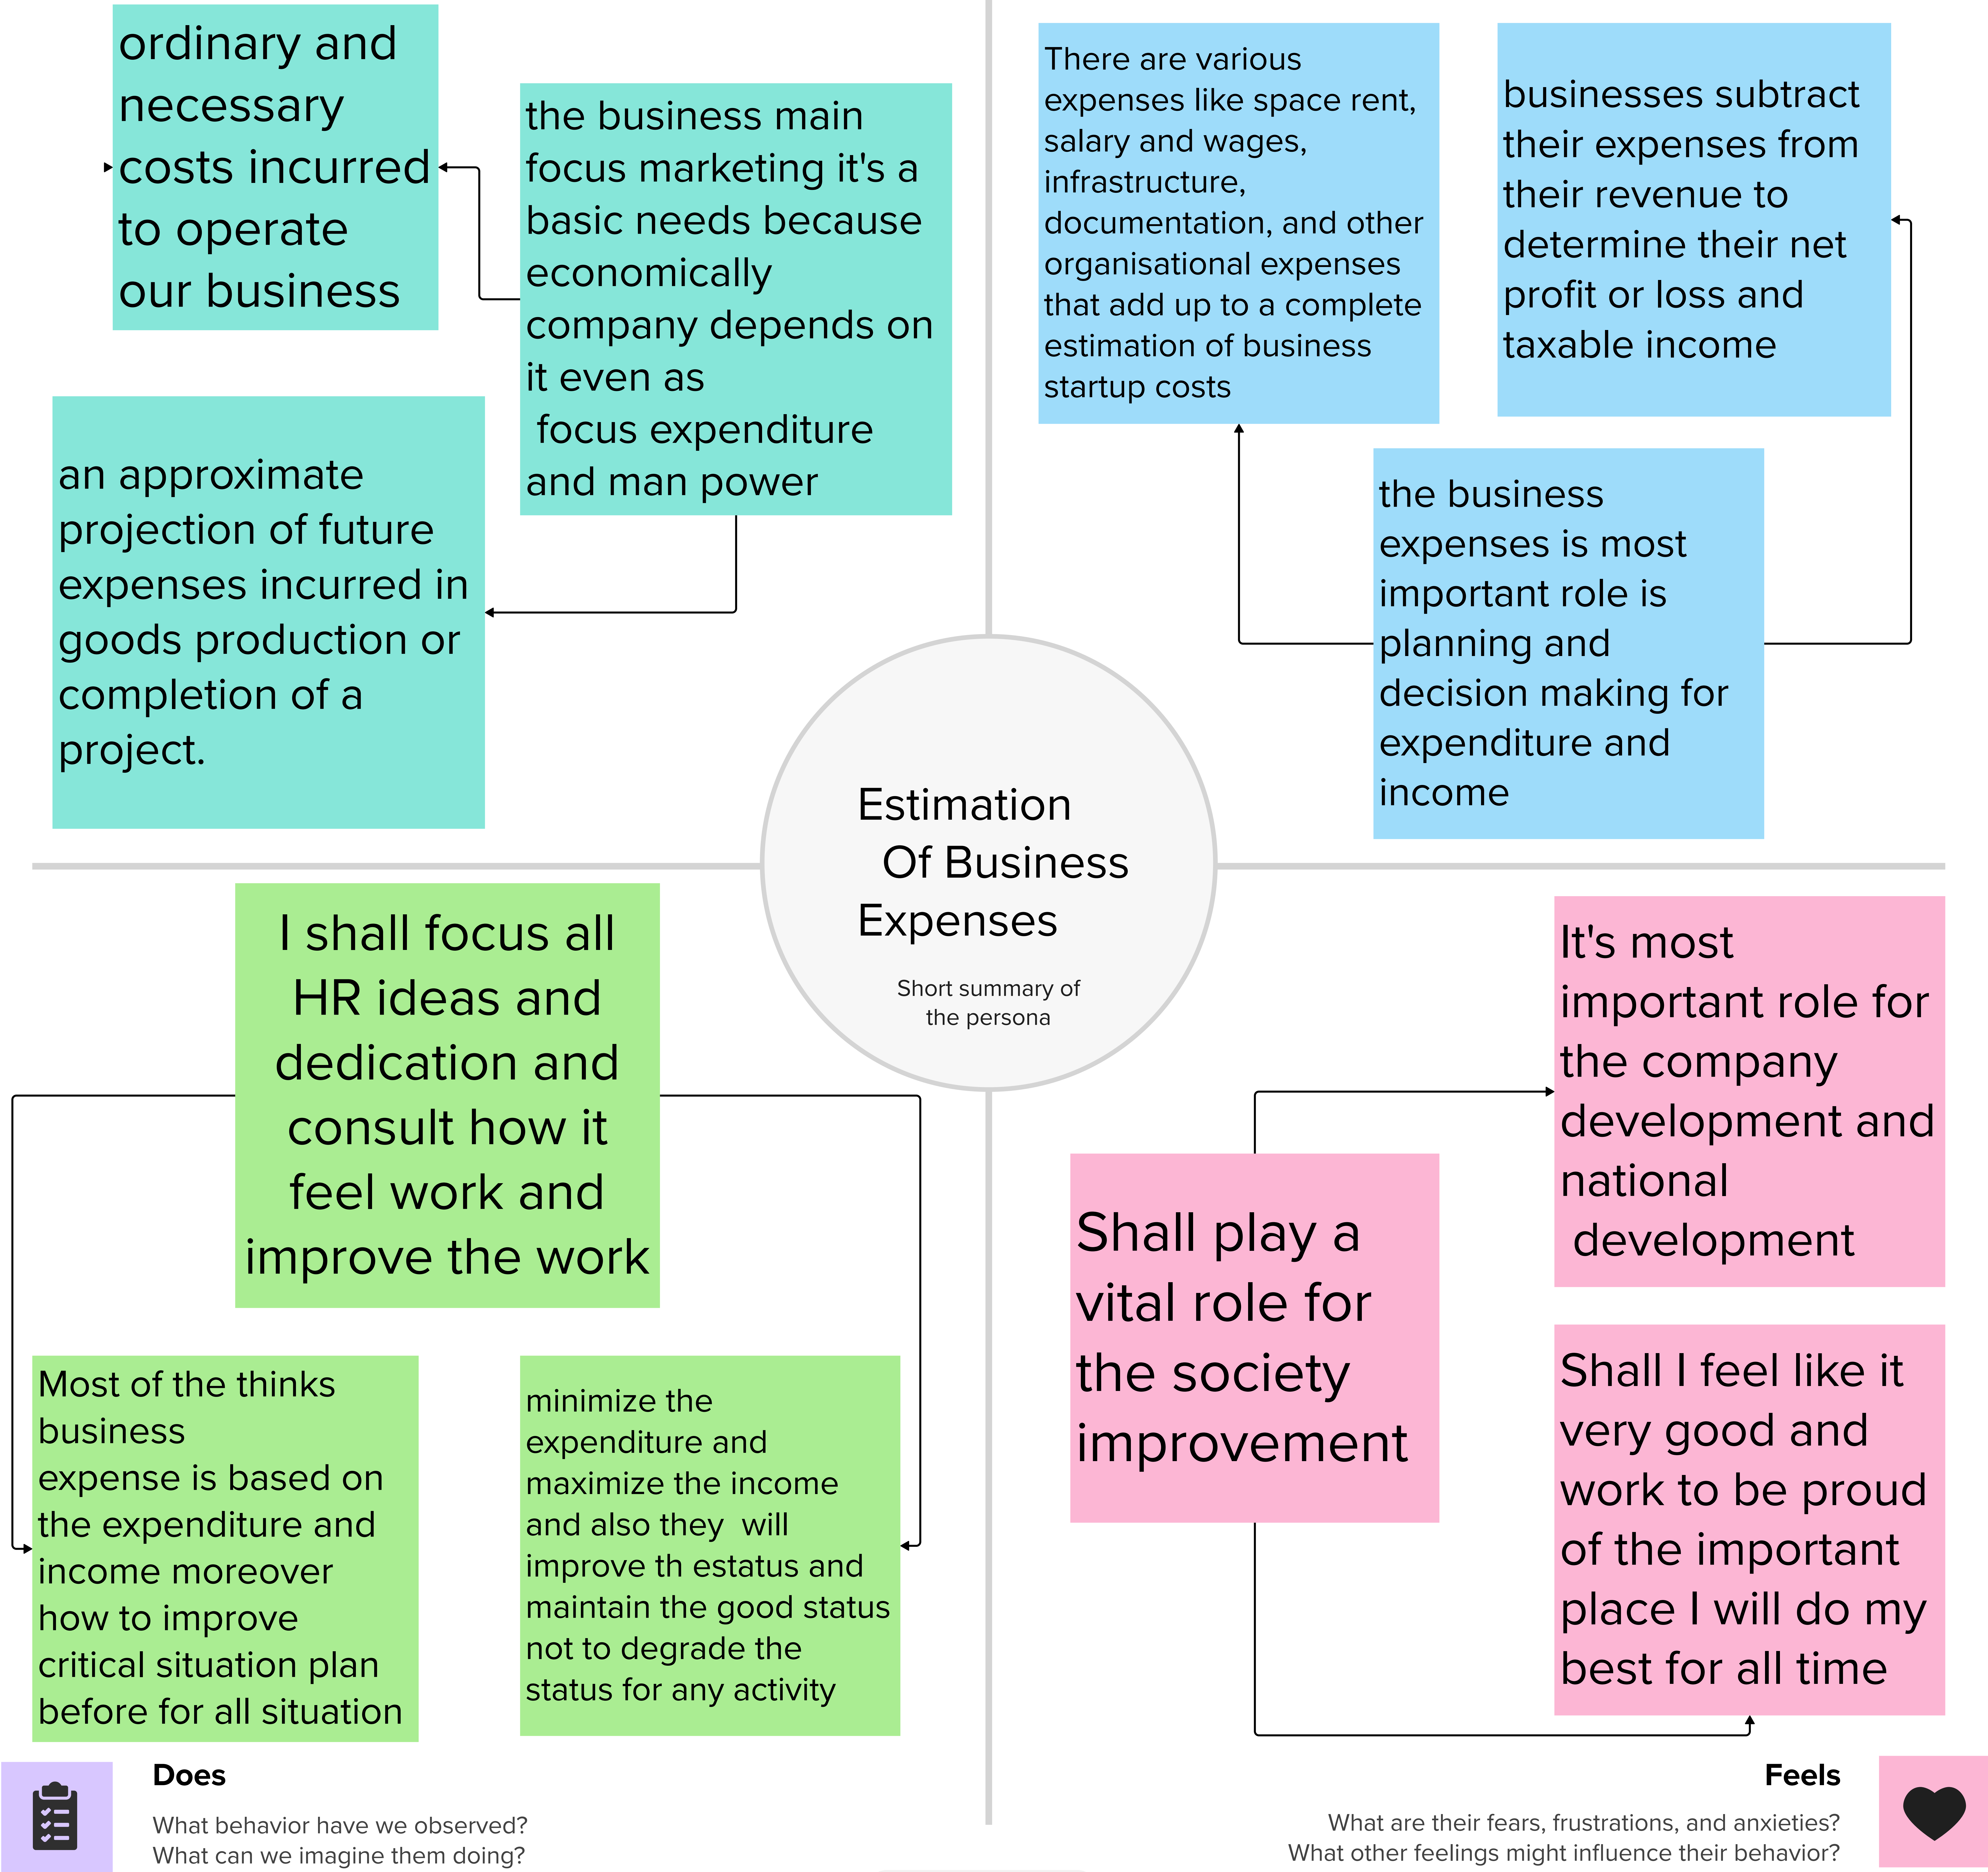 ordinary and
necessary
costs incurred
to operate
our business
the business main
focus marketing it's a
basic needs because
economically
company depends on
it even as
focus expenditure
and man power
an approximate
projection of future
expenses incurred in
goods production or
completion of a
project.
There are various
expenses like space rent,
salary and wages,
infrastructure,
documentation, and other
organisational expenses
that add up to a complete
estimation of business
startup costs
businesses subtract
their expenses from
their revenue to
determine their net
profit or loss and
taxable income
the business
expenses is most
important role is
planning and
decision making for
expenditure and
income
Estimation
Of Business
Expenses
Short summary of
the persona
I shall focus all
HR ideas and
dedication and
consult how it
feel work and
improve the work
Most of the thinks
business
expense is based on
the expenditure and
income moreover
how to improve
critical situation plan
before for all situation
minimize the
expenditure and
maximize the income
and also they  will
improve th estatus and
maintain the good status
not to degrade the
status for any activity
It's most
important role for
the company
development and
national
development
Shall play a
vital role for
the society
improvement
Shall I feel like it
very good and
work to be proud
of the important
place I will do my
best for all time
Does
What behavior have we observed?
What can we imagine them doing?
Feels
What are their fears, frustrations, and anxieties?
What other feelings might influence their behavior?